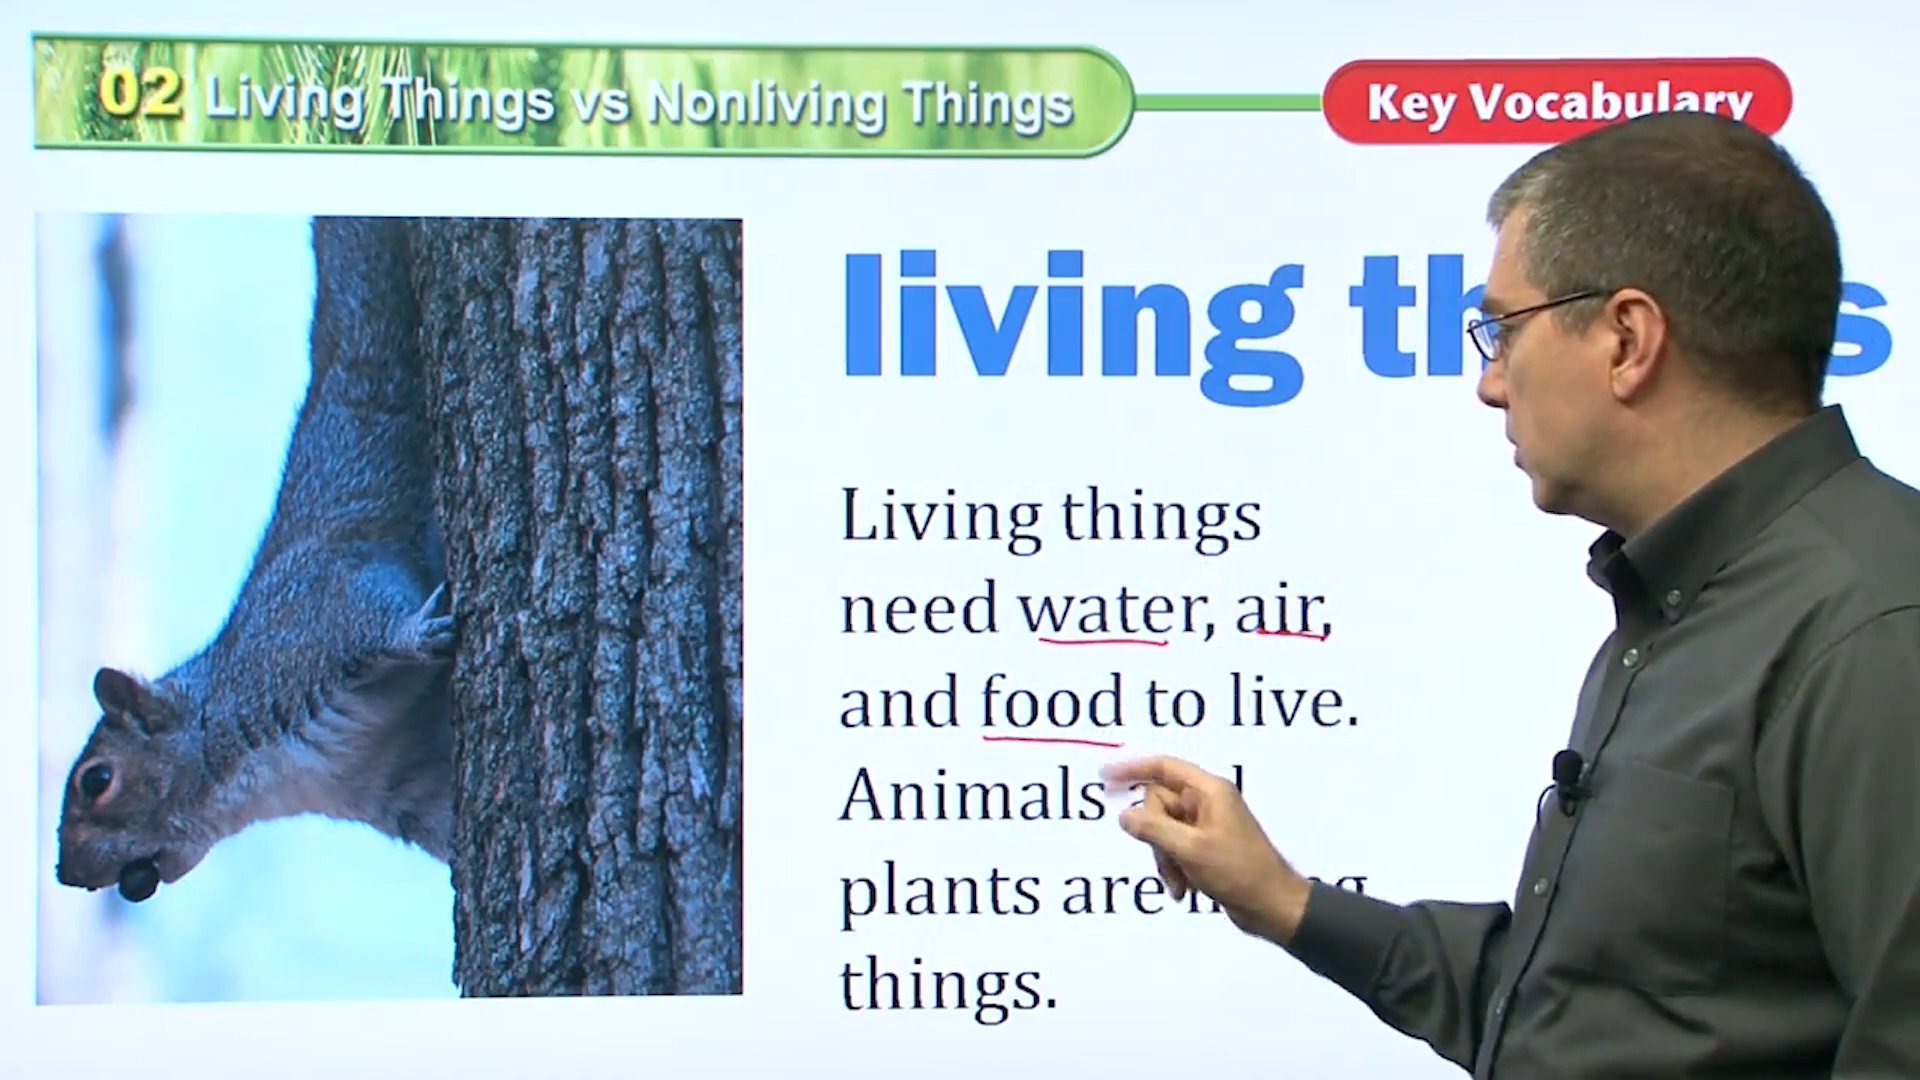 02 Living Things vs Nonliving Things
Key Vocabulary
living
Living things
need water, air,
and food to live.
Animals
plants are
things.